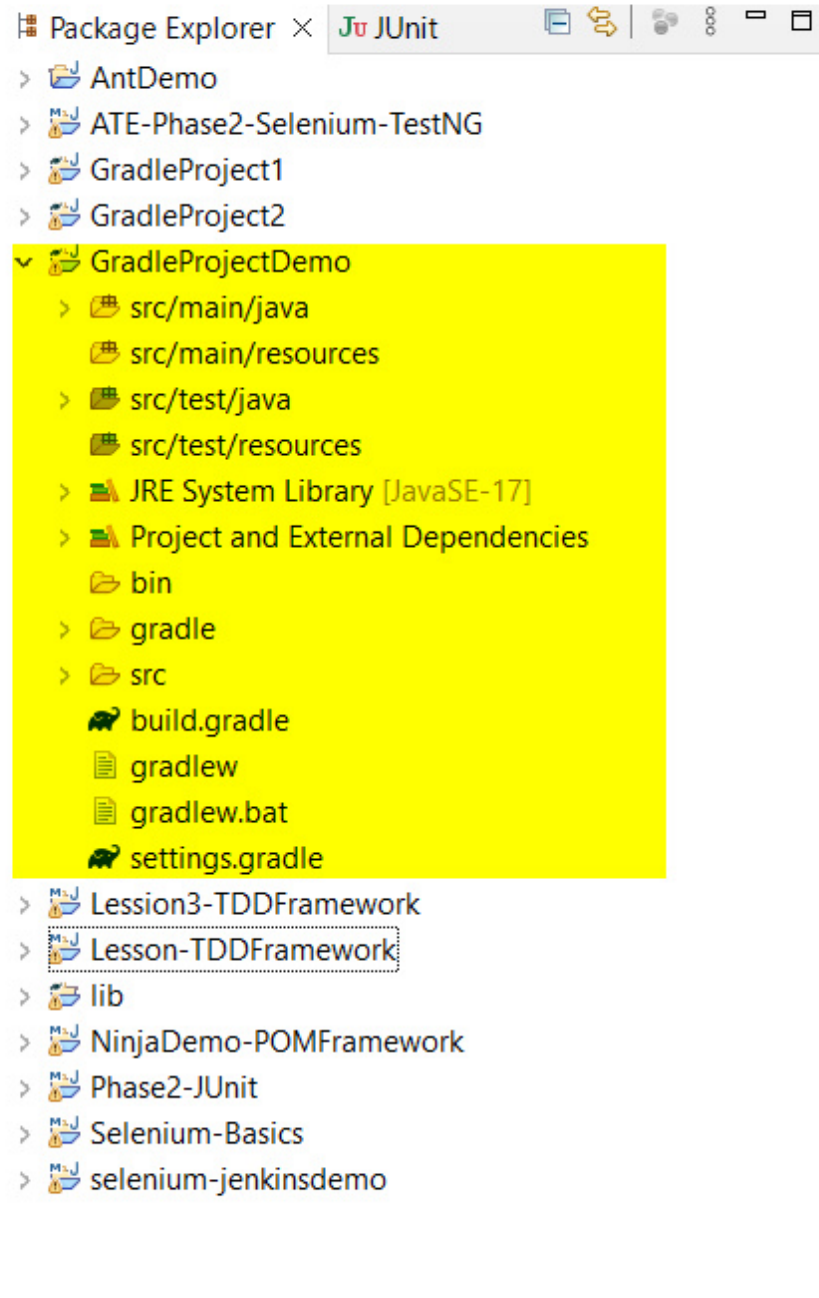 Package Explorer × Ju JUnit
AntDemo
ATE-Phase2-Selenium-TestNG
GradleProject1
GradleProject2
GradleProjectDemo
src/main/java
src/main/resources
src/test/java
src/test/resources
JRE System Library [JavaSE-17]
Project and External Dependencies
bin
gradle
src
build.gradle
gradlew
gradlew.bat
settings.gradle
Lession3-TDDFramework
Lesson-TDDFramework
lib
NinjaDemo-POMFramework
Phase2-JUnit
Selenium-Basics
selenium-jenkinsdemo